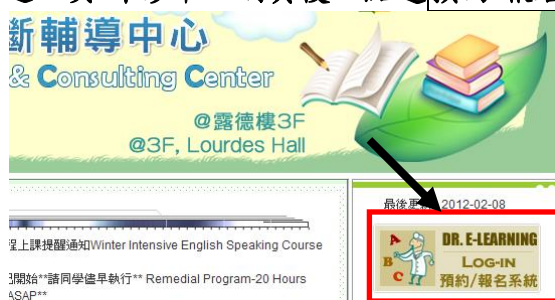 斷輔導中心
& Consulting Center
@露德樓3F
@3F, Lourdes Hall
最後更 2012-02-08
程上課提醒通知Winter Intensive English Speaking Course
已開始**請同學儘早執行** Remedial Program-20 Hours
ASAP**
A
B
C
DR. E-LEARNING
LOG-IN
預約/報名系統